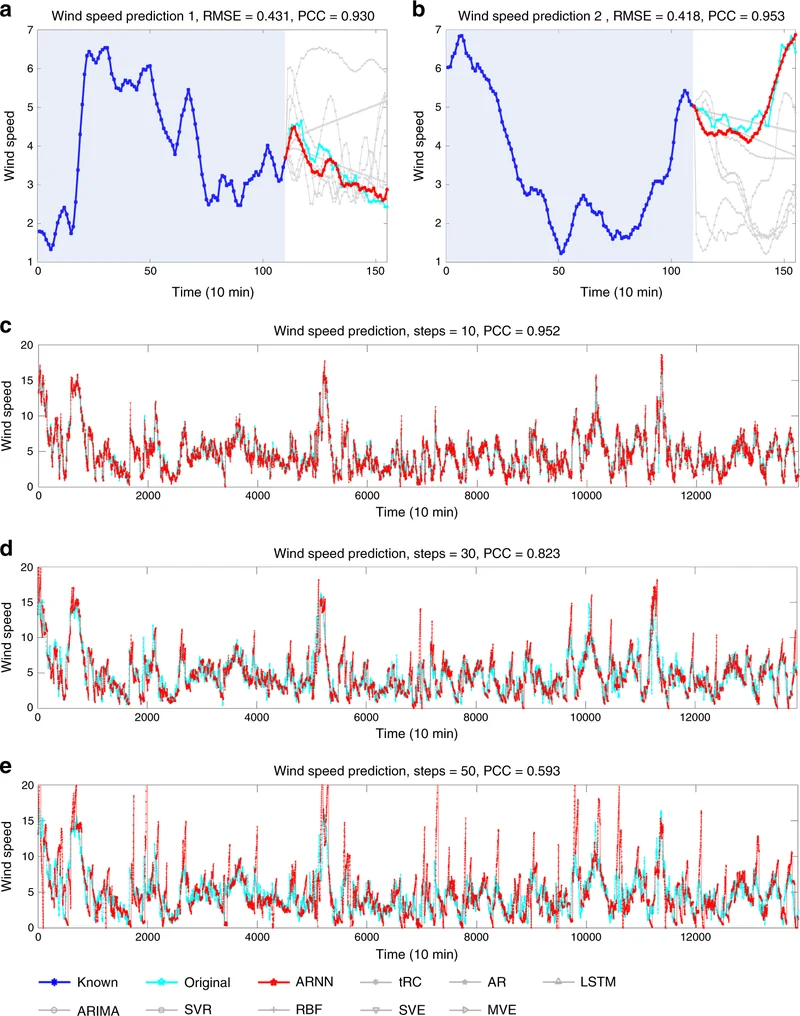 a
Wind speed prediction 1, RMSE = 0.431, PCC = 0.930
7
6
5
4
3
2
1
Wind speed
0 50 100 150
Time (10 min)
b
Wind speed prediction 2 , RMSE = 0.418, PCC = 0.953
7
6
5
4
3
2
1
Wind speed
0 50 100 150
Time (10 min)
c
Wind speed prediction, steps = 10, PCC = 0.952
20
15
10
5
0
Wind speed
0 2000 4000 6000 8000 10000 12000
Time (10 min)
d
Wind speed prediction, steps = 30, PCC = 0.823
20
15
10
5
0
Wind speed
0 2000 4000 6000 8000 10000 12000
Time (10 min)
e
Wind speed prediction, steps = 50, PCC = 0.593
20
15
10
5
0
Wind speed
0 2000 4000 6000 8000 10000 12000
Time (10 min)
Known Original ARNN tRC AR LSTM
ARIMA SVR RBF SVE MVE